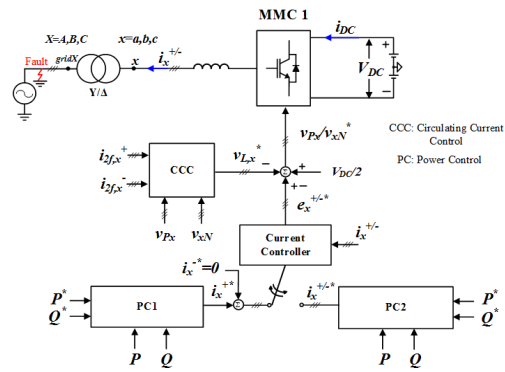 MMC 1
X=A,B,C
x=a,b,c
i_DC
Fault
gridX
x
i_x^+/-
V_DC
+
−
Y/Δ
v_Px/v_xN^*
CCC: Circulating Current
Control
PC: Power Control
i_2f,x^+
i_2f,x^-
CCC
v_L,x^*
−
Σ
+
V_DC/2
+−
e_x^+/-*
v_Px
v_xN
Current
Controller
i_x^+/-
i_x^-*=0
i_x^+*
i_x^+/-*
Σ
P*
Q*
PC1
PC2
P*
Q*
P
Q
P
Q